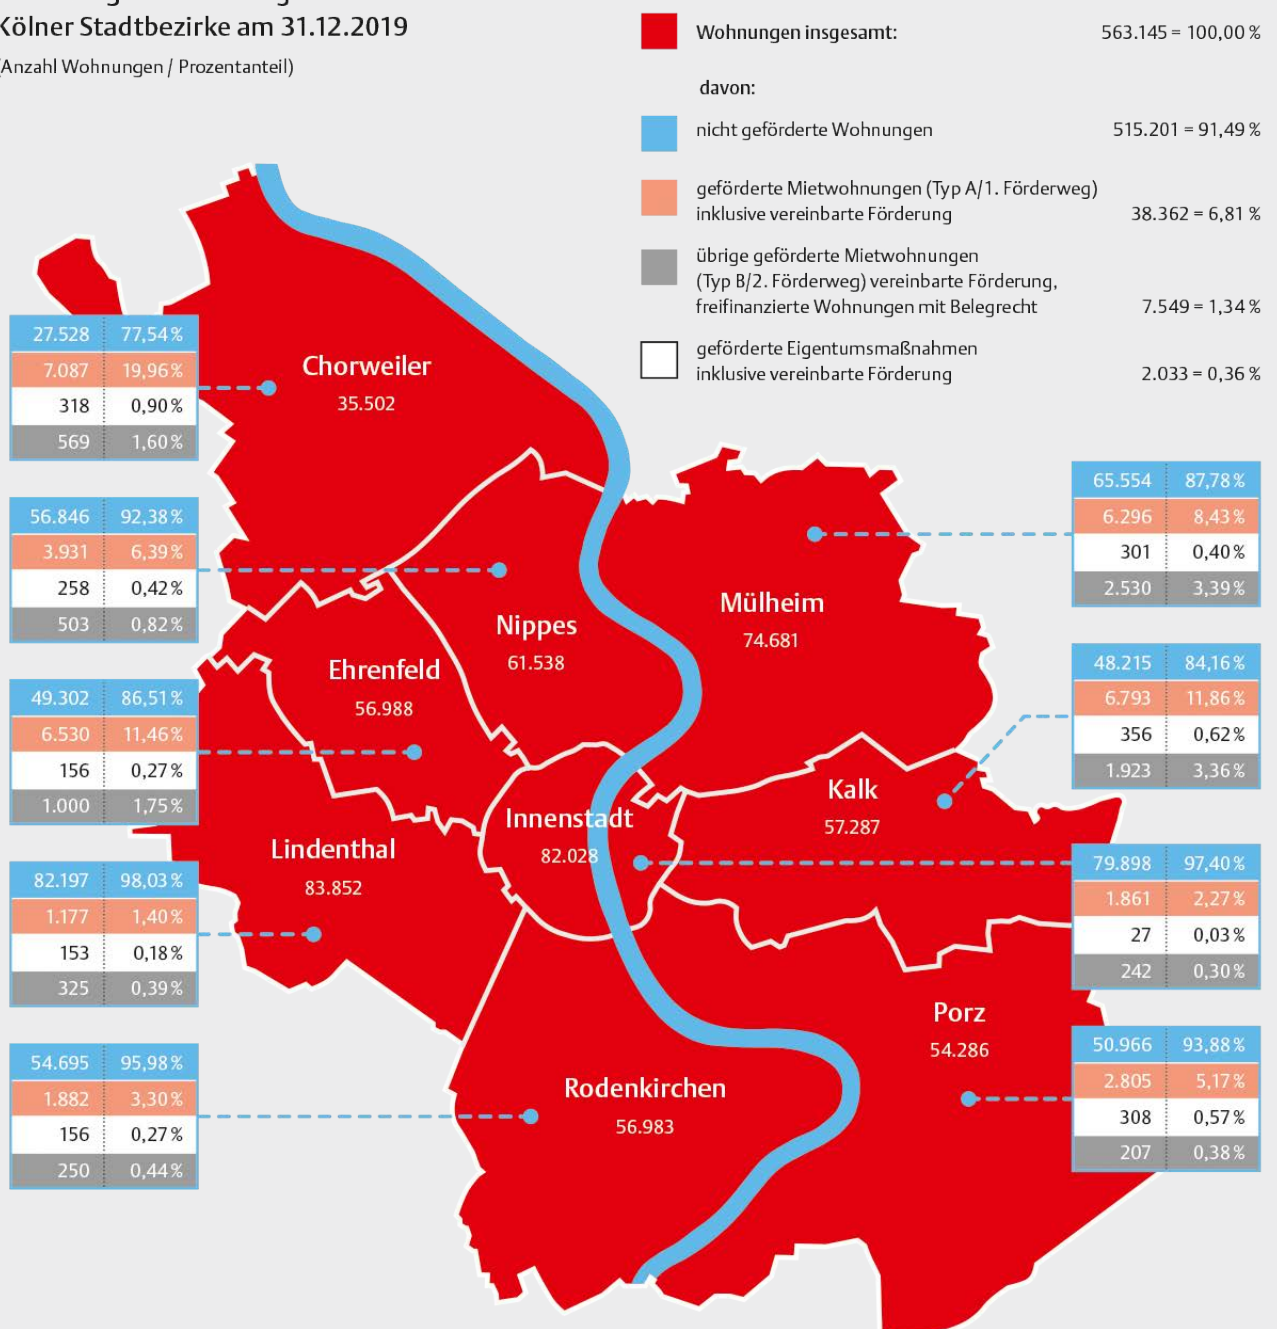 Kölner Stadtbezirke am 31.12.2019
(Anzahl Wohnungen / Prozentanteil)
Wohnungen insgesamt: 563.145 = 100,00 %
davon:
nicht geförderte Wohnungen 515.201 = 91,49 %
geförderte Mietwohnungen (Typ A/1. Förderweg)
inklusive vereinbarte Förderung 38.362 = 6,81 %
übrige geförderte Mietwohnungen
(Typ B/2. Förderweg) vereinbarte Förderung,
freifinanzierte Wohnungen mit Belegrecht 7.549 = 1,34 %
geförderte Eigentumsmaßnahmen
inklusive vereinbarte Förderung 2.033 = 0,36 %
27.528 77,54 %
7.087 19,96 %
318 0,90 %
569 1,60 %
Chorweiler
35.502
56.846 92,38 %
3.931 6,39 %
258 0,42 %
503 0,82 %
Nippes
61.538
65.554 87,78 %
6.296 8,43 %
301 0,40 %
2.530 3,39 %
Mülheim
74.681
49.302 86,51 %
6.530 11,46 %
156 0,27 %
1.000 1,75 %
Ehrenfeld
56.988
48.215 84,16 %
6.793 11,86 %
356 0,62 %
1.923 3,36 %
Kalk
57.287
82.197 98,03 %
1.177 1,40 %
153 0,18 %
325 0,39 %
Lindenthal
83.852
Innenstadt
82.028
79.898 97,40 %
1.861 2,27 %
27 0,03 %
242 0,30 %
54.695 95,98 %
1.882 3,30 %
156 0,27 %
250 0,44 %
Rodenkirchen
56.983
Porz
54.286
50.966 93,88 %
2.805 5,17 %
308 0,57 %
207 0,38 %